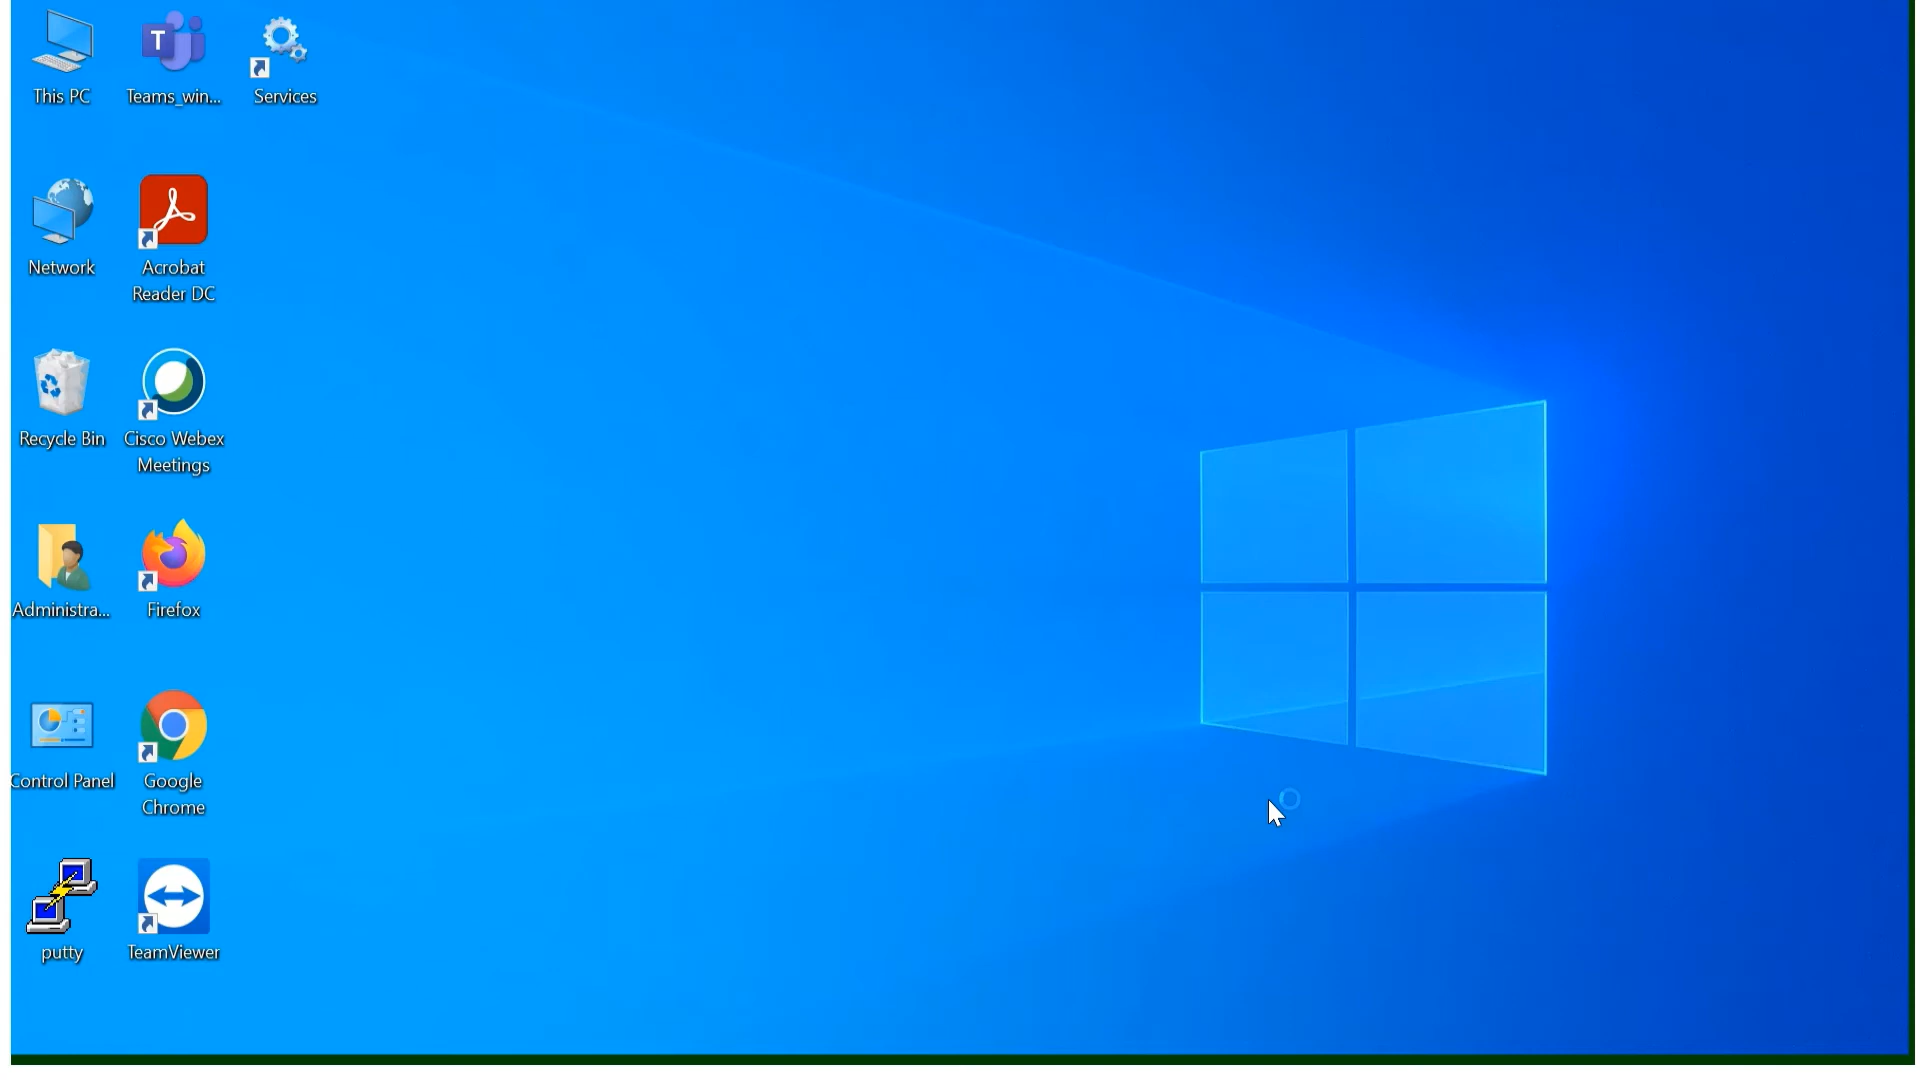 This PC
Teams_win...
Services
Network
Acrobat
Reader DC
Recycle Bin
Cisco Webex
Meetings
Administra...
Firefox
Control Panel
Google
Chrome
putty
TeamViewer